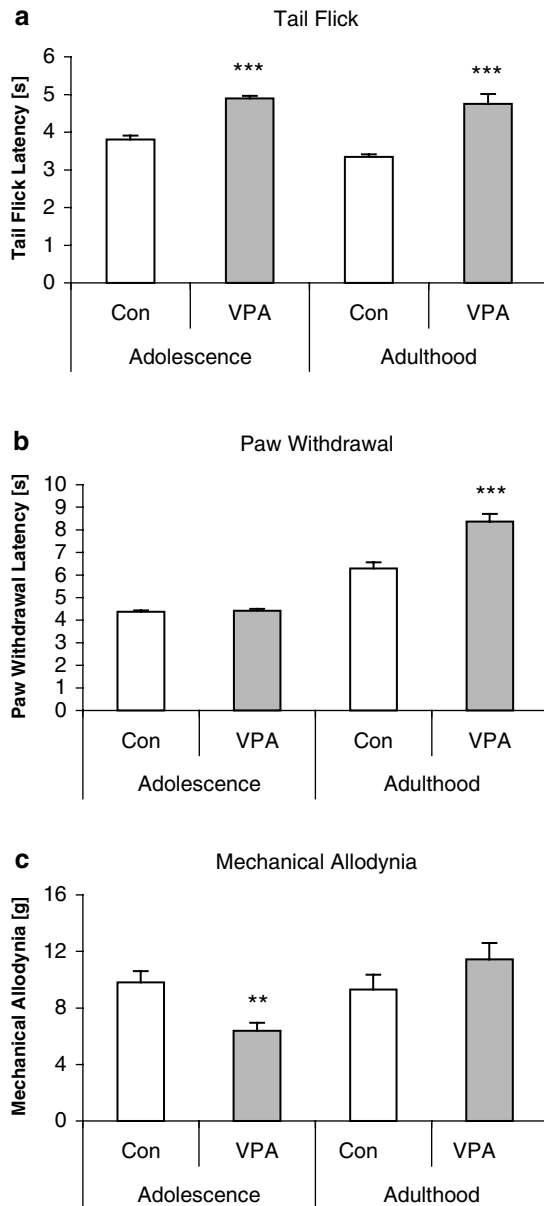 a
Tail Flick
Tail Flick Latency [s]
6
5
4
3
2
1
0
***
***
Con VPA Con VPA
Adolescence Adulthood
b
Paw Withdrawal
Paw Withdrawal Latency [s]
10
9
8
7
6
5
4
3
2
1
0
***
Con VPA Con VPA
Adolescence Adulthood
c
Mechanical Allodynia
Mechanical Allodynia [g]
16
12
8
4
0
**
Con VPA Con VPA
Adolescence Adulthood